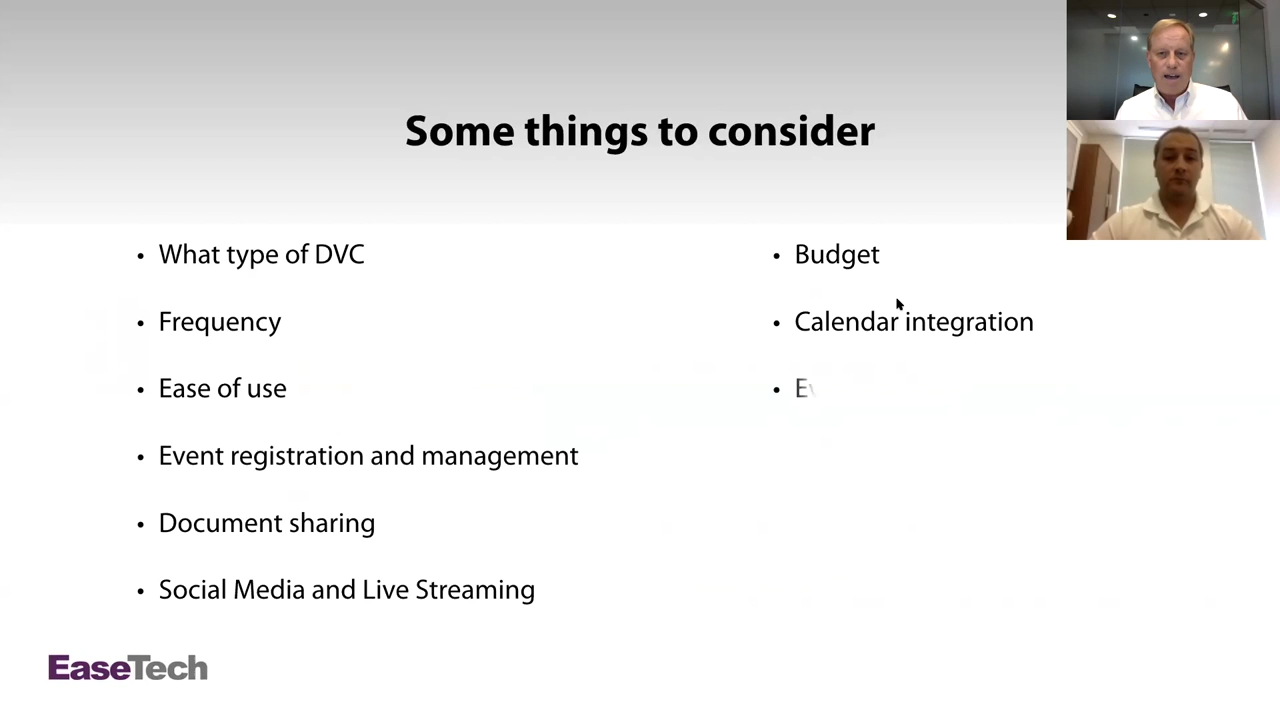 Some things to consider
• What type of DVC
• Frequency
• Ease of use
• Event registration and management
• Document sharing
• Social Media and Live Streaming
• Budget
• Calendar integration
• Ev
EaseTech